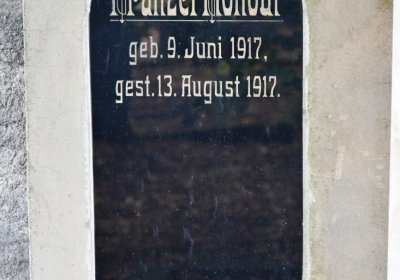 geb. 9. Juni 1917,
gest. 13. August 1917.